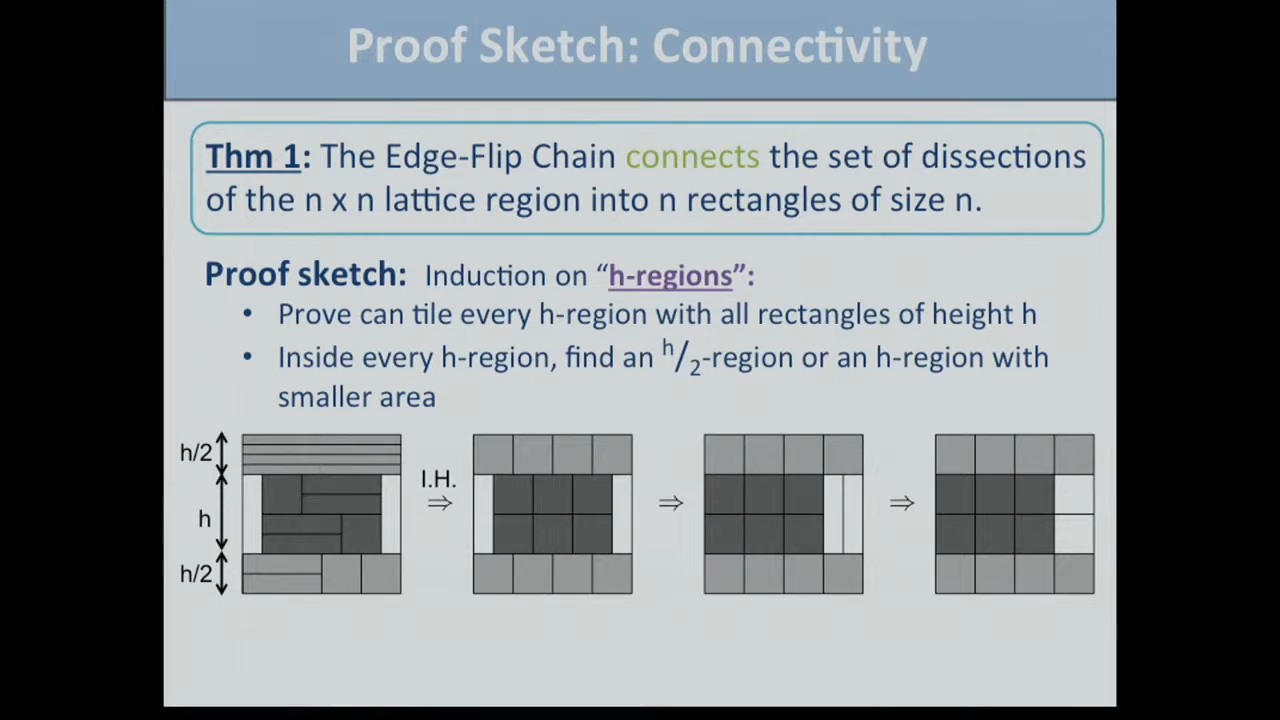 Proof Sketch: Connectivity
Thm 1: The Edge-Flip Chain connects the set of dissections
of the n x n lattice region into n rectangles of size n.
Proof sketch: Induction on “h-regions”:
• Prove can tile every h-region with all rectangles of height h
• Inside every h-region, find an h/2-region or an h-region with
smaller area
h/2
h
h/2
I.H.
⇒
⇒
⇒